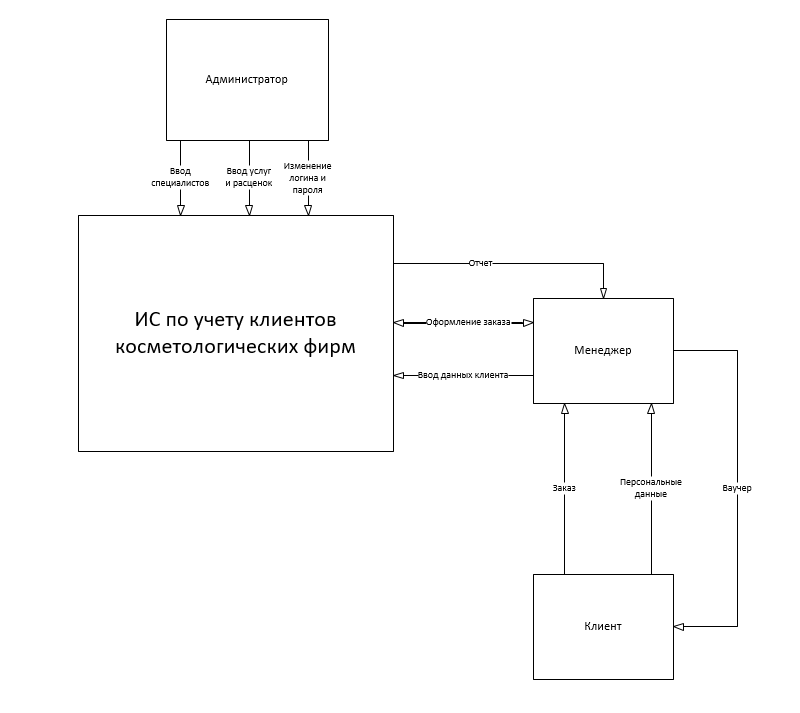 Администратор
Ввод
специалистов
Ввод услуг
и расценок
Изменение
логина и
пароля
Отчет
ИС по учету клиентов
косметологических фирм
Оформление заказа
Менеджер
Ввод данных клиента
Заказ
Персональные
данные
Ваучер
Клиент